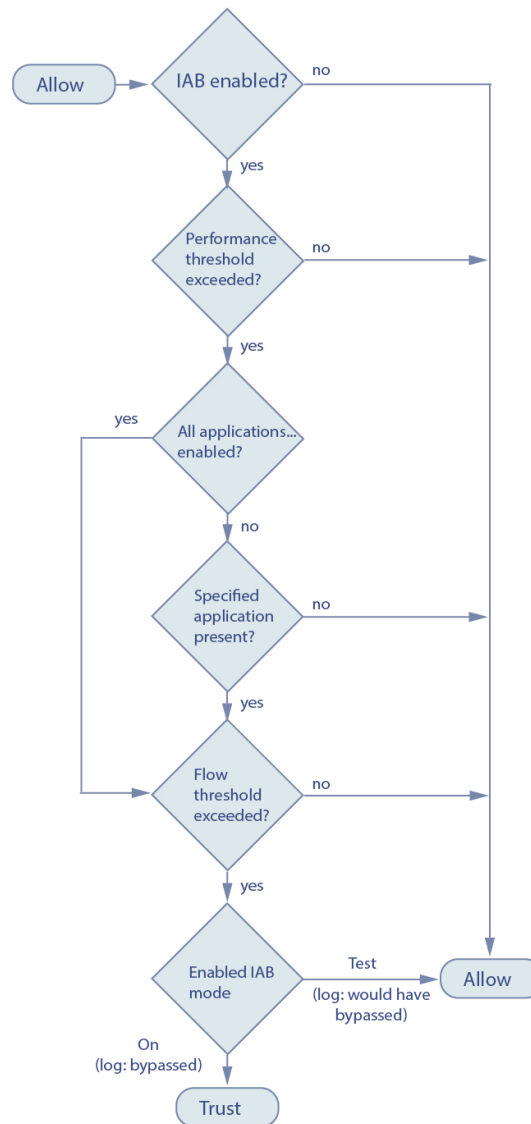 Allow
IAB enabled?
no
yes
Performance
threshold
exceeded?
no
yes
yes
All applications...
enabled?
no
Specified
application
present?
no
yes
Flow
threshold
exceeded?
no
yes
Enabled IAB
mode
Test
(log: would have
bypassed)
Allow
On
(log: bypassed)
Trust